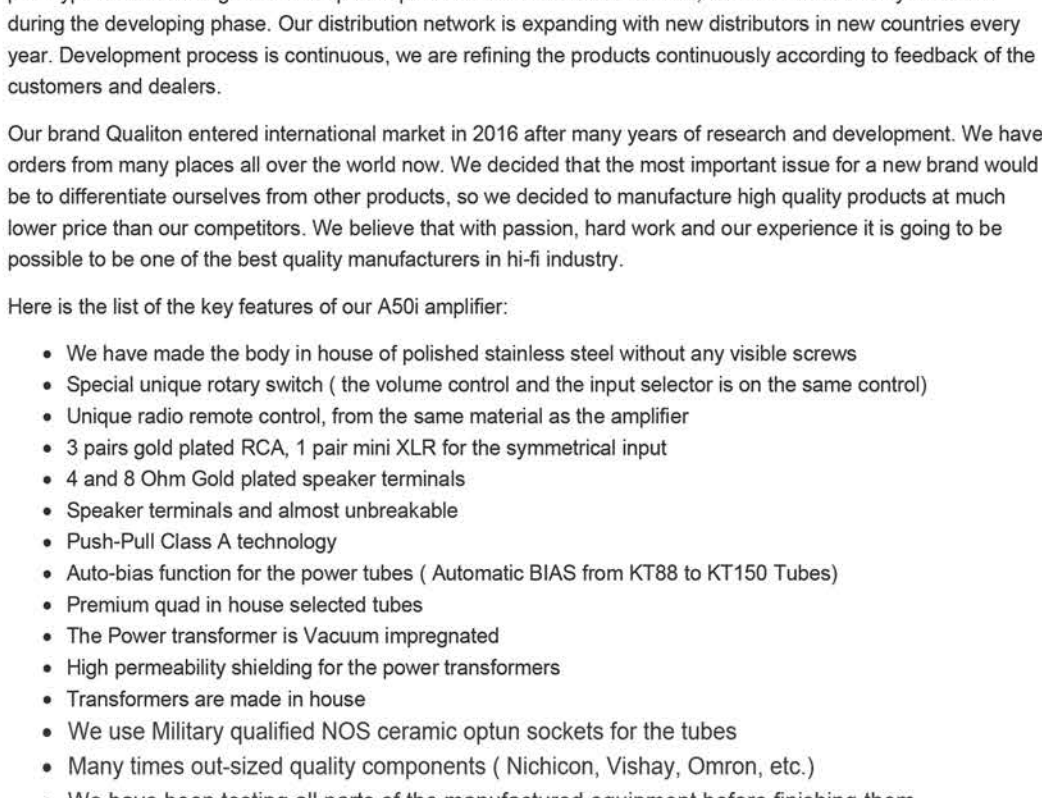 during the developing phase. Our distribution network is expanding with new distributors in new countries every
year. Development process is continuous, we are refining the products continuously according to feedback of the
customers and dealers.
Our brand Qualiton entered international market in 2016 after many years of research and development. We have
orders from many places all over the world now. We decided that the most important issue for a new brand would
be to differentiate ourselves from other products, so we decided to manufacture high quality products at much
lower price than our competitors. We believe that with passion, hard work and our experience it is going to be
possible to be one of the best quality manufacturers in hi-fi industry.
Here is the list of the key features of our A50i amplifier:
• We have made the body in house of polished stainless steel without any visible screws
• Special unique rotary switch ( the volume control and the input selector is on the same control)
• Unique radio remote control, from the same material as the amplifier
• 3 pairs gold plated RCA, 1 pair mini XLR for the symmetrical input
• 4 and 8 Ohm Gold plated speaker terminals
• Speaker terminals and almost unbreakable
• Push-Pull Class A technology
• Auto-bias function for the power tubes ( Automatic BIAS from KT88 to KT150 Tubes)
• Premium quad in house selected tubes
• The Power transformer is Vacuum impregnated
• High permeability shielding for the power transformers
• Transformers are made in house
• We use Military qualified NOS ceramic optun sockets for the tubes
• Many times out-sized quality components ( Nichicon, Vishay, Omron, etc.)
• We have been testing all parts of the manufactured equipment before finishing them